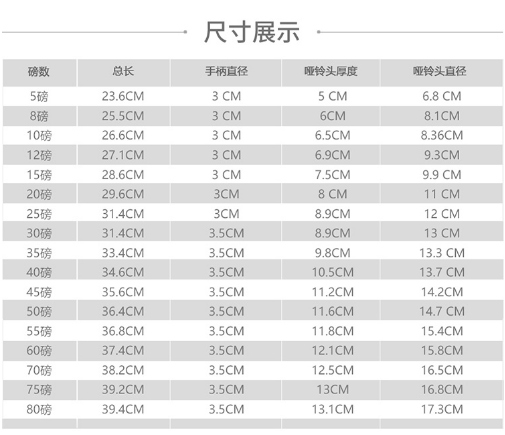 尺寸展示
磅数 总长 手柄直径 哑铃头厚度 哑铃头直径
5磅 23.6CM 3 CM 5 CM 6.8 CM
8磅 25.5CM 3 CM 6CM 8.1CM
10磅 26.6CM 3 CM 6.5CM 8.36CM
12磅 27.1CM 3 CM 6.9CM 9.3CM
15磅 28.6CM 3 CM 7.5CM 9.9 CM
20磅 29.6CM 3CM 8 CM 11 CM
25磅 31.4CM 3CM 8.9CM 12 CM
30磅 31.4CM 3.5CM 8.9CM 13 CM
35磅 33.4CM 3.5CM 9.8CM 13.3 CM
40磅 34.6CM 3.5CM 10.5CM 13.7 CM
45磅 35.6CM 3.5CM 11.2CM 14.2CM
50磅 36.4CM 3.5CM 11.6CM 14.7 CM
55磅 36.8CM 3.5CM 11.8CM 15.4CM
60磅 37.4CM 3.5CM 12.1CM 15.8CM
70磅 38.2CM 3.5CM 12.5CM 16.5CM
75磅 39.2CM 3.5CM 13CM 16.8CM
80磅 39.4CM 3.5CM 13.1CM 17.3CM